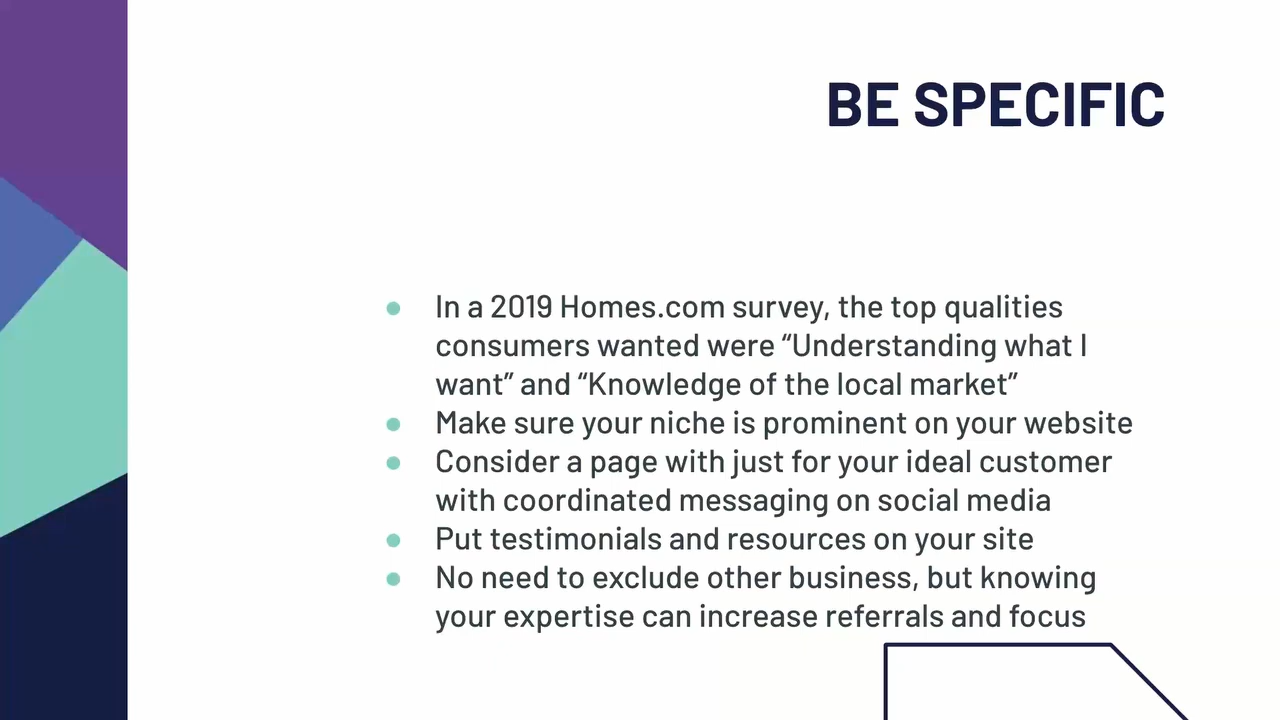 BE SPECIFIC
● In a 2019 Homes.com survey, the top qualities
consumers wanted were “Understanding what I
want” and “Knowledge of the local market”
● Make sure your niche is prominent on your website
● Consider a page with just for your ideal customer
with coordinated messaging on social media
● Put testimonials and resources on your site
● No need to exclude other business, but knowing
your expertise can increase referrals and focus